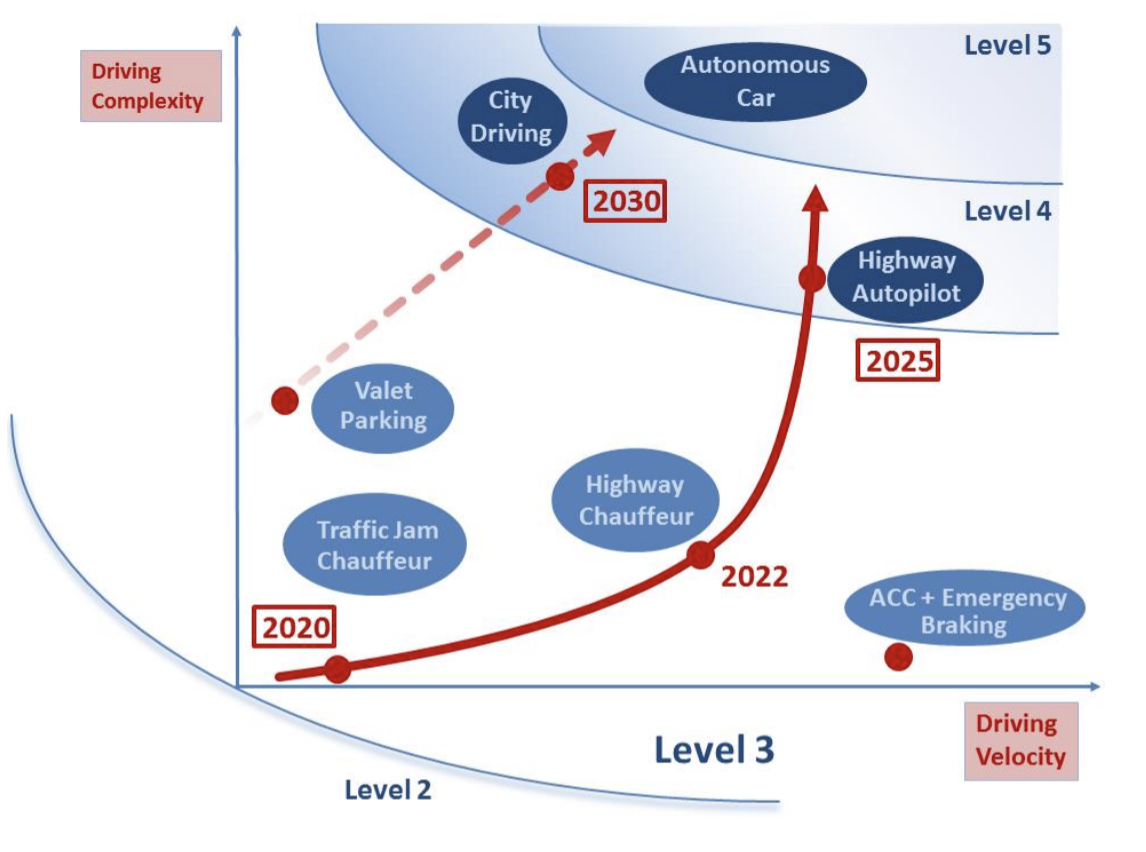 Driving
Complexity
Level 5
Autonomous
Car
City
Driving
2030
Level 4
Highway
Autopilot
2025
Valet
Parking
Highway
Chauffeur
Traffic Jam
Chauffeur
2022
ACC + Emergency
Braking
2020
Driving
Velocity
Level 3
Level 2